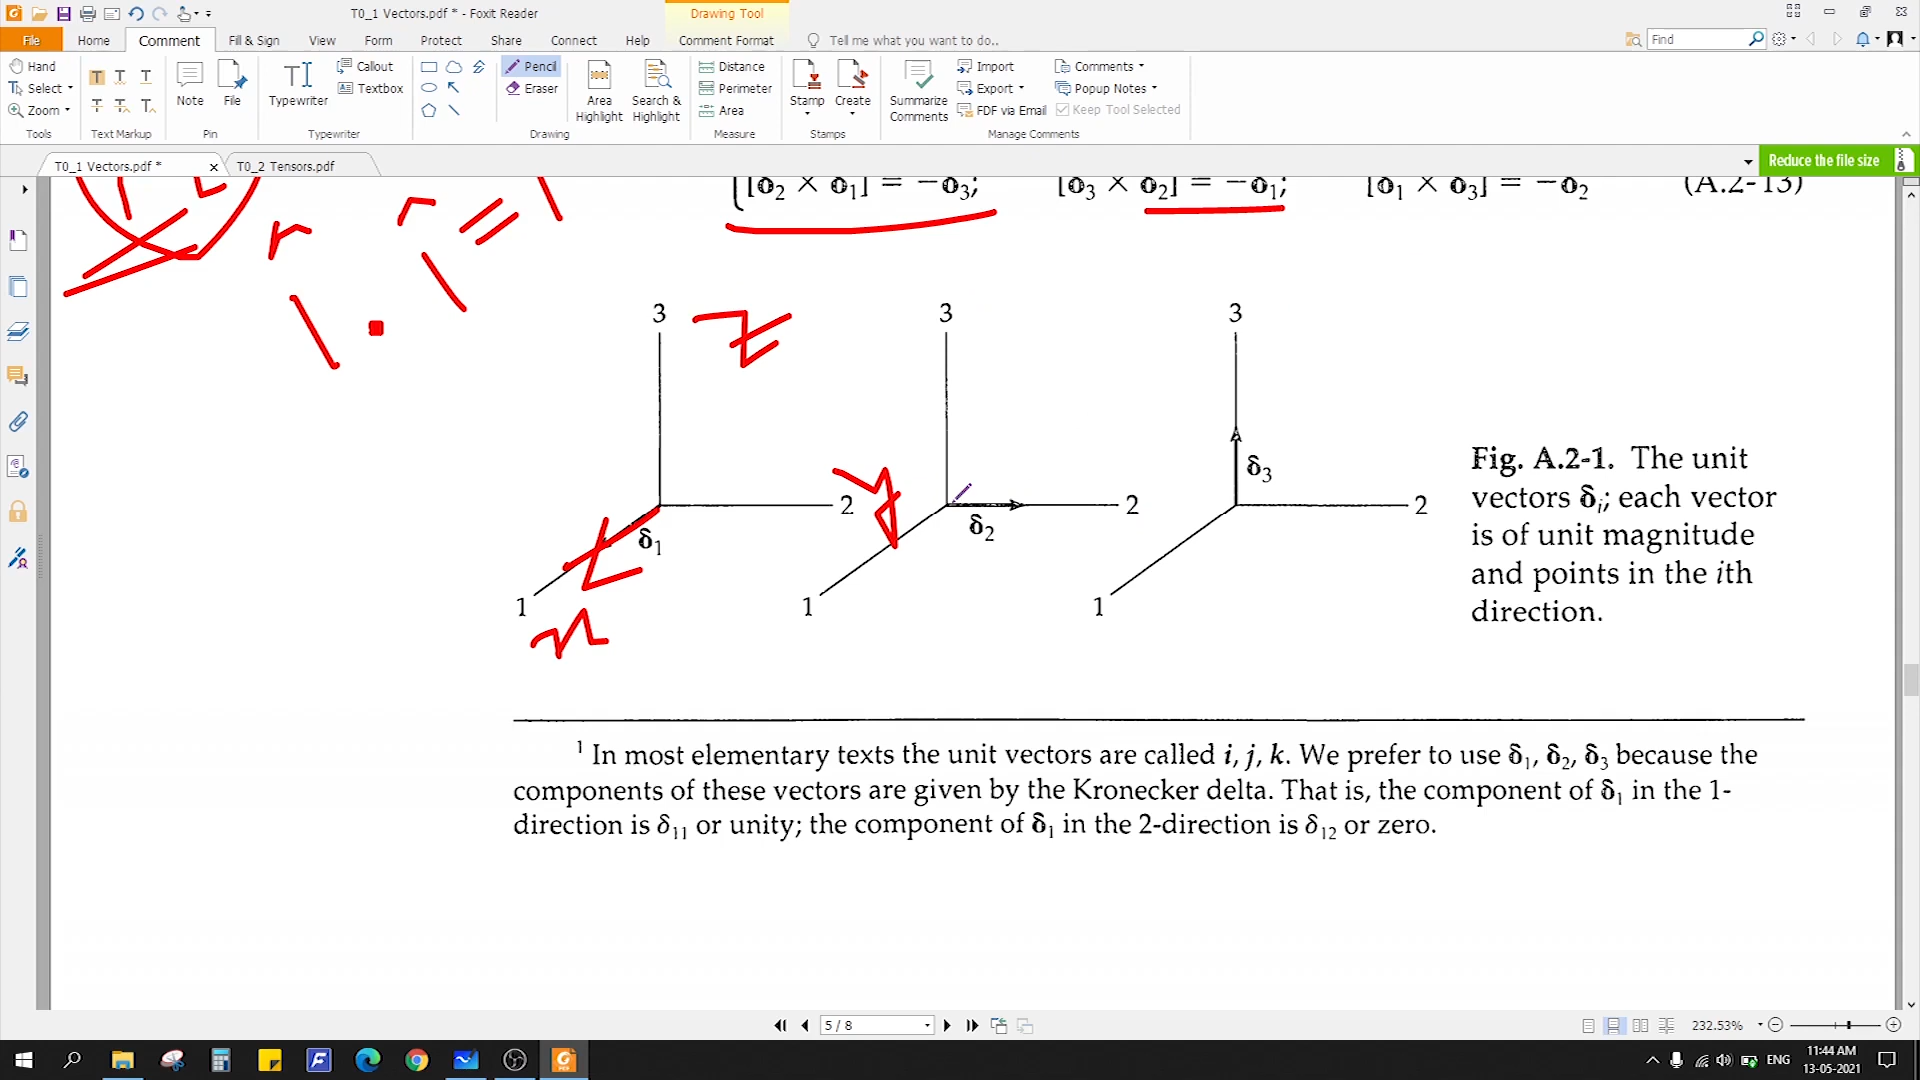 T0_1 Vectors.pdf * - Foxit Reader
Drawing Tool
File Home Comment Fill & Sign View Form Protect Share Connect Help Comment Format Tell me what you want to do.. Find
Hand
Select
Zoom
Tools
Text Markup
Note
File
Pin
Typewriter
Callout
Textbox
Typewriter
Pencil
Eraser
Drawing
Area Highlight
Search & Highlight
Distance
Perimeter
Area
Measure
Stamp
Create
Stamps
Summarize Comments
Import
Export
FDF via Email
Comments
Popup Notes
Keep Tool Selected
Manage Comments
T0_1 Vectors.pdf *
T0_2 Tensors.pdf
Reduce the file size
[δ₂ × δ₁] = −δ₃; [δ₃ × δ₂] = −δ₁; [δ₁ × δ₃] = −δ₂ (A.2-13)
3 z 3 3
δ₁ 2 y δ₂ 2 δ₃ 2
1 1 1
x
Fig. A.2-1. The unit
vectors δᵢ; each vector
is of unit magnitude
and points in the ith
direction.
¹ In most elementary texts the unit vectors are called i, j, k. We prefer to use δ₁, δ₂, δ₃ because the
components of these vectors are given by the Kronecker delta. That is, the component of δ₁ in the 1-
direction is δ₁₁ or unity; the component of δ₁ in the 2-direction is δ₁₂ or zero.
5 / 8
232.53%
ENG
11:44 AM
13-05-2021